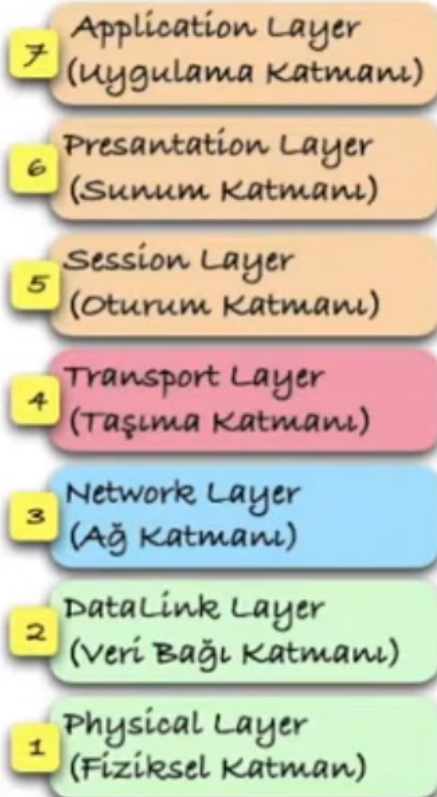 7
Application Layer
(Uygulama Katmanı)
6
Presantation Layer
(Sunum Katmanı)
5
Session Layer
(Oturum Katmanı)
4
Transport Layer
(Taşıma Katmanı)
3
Network Layer
(Ağ Katmanı)
2
DataLink Layer
(Veri Bağı Katmanı)
1
Physical Layer
(Fiziksel Katman)